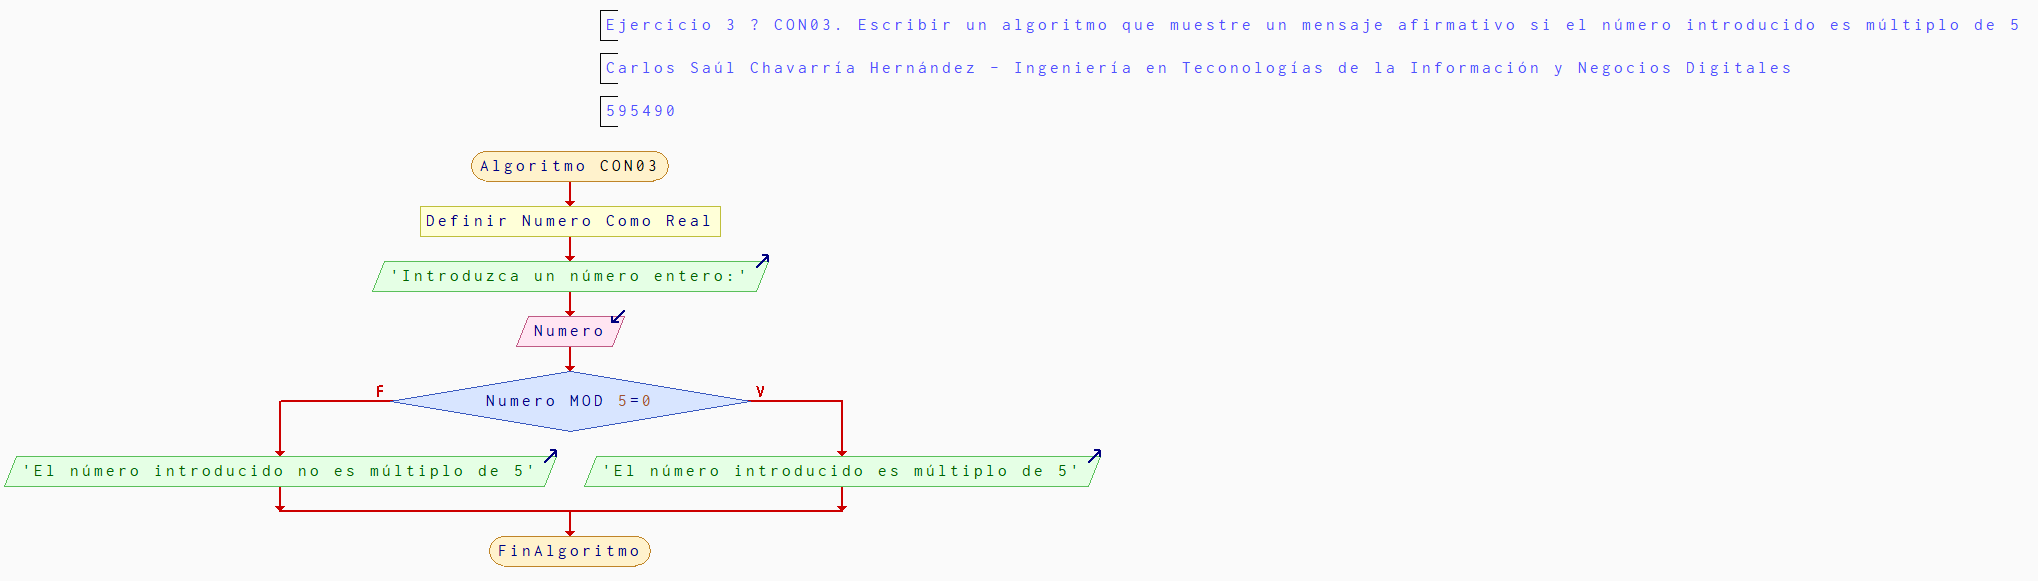 Ejercicio 3 ? CON03. Escribir un algoritmo que muestre un mensaje afirmativo si el número introducido es múltiplo de 5
Carlos Saúl Chavarría Hernández - Ingeniería en Teconologías de la Información y Negocios Digitales
595490
Algoritmo CON03
Definir Numero Como Real
'Introduzca un número entero:'
Numero
F
V
Numero MOD 5=0
'El número introducido no es múltiplo de 5'
'El número introducido es múltiplo de 5'
FinAlgoritmo